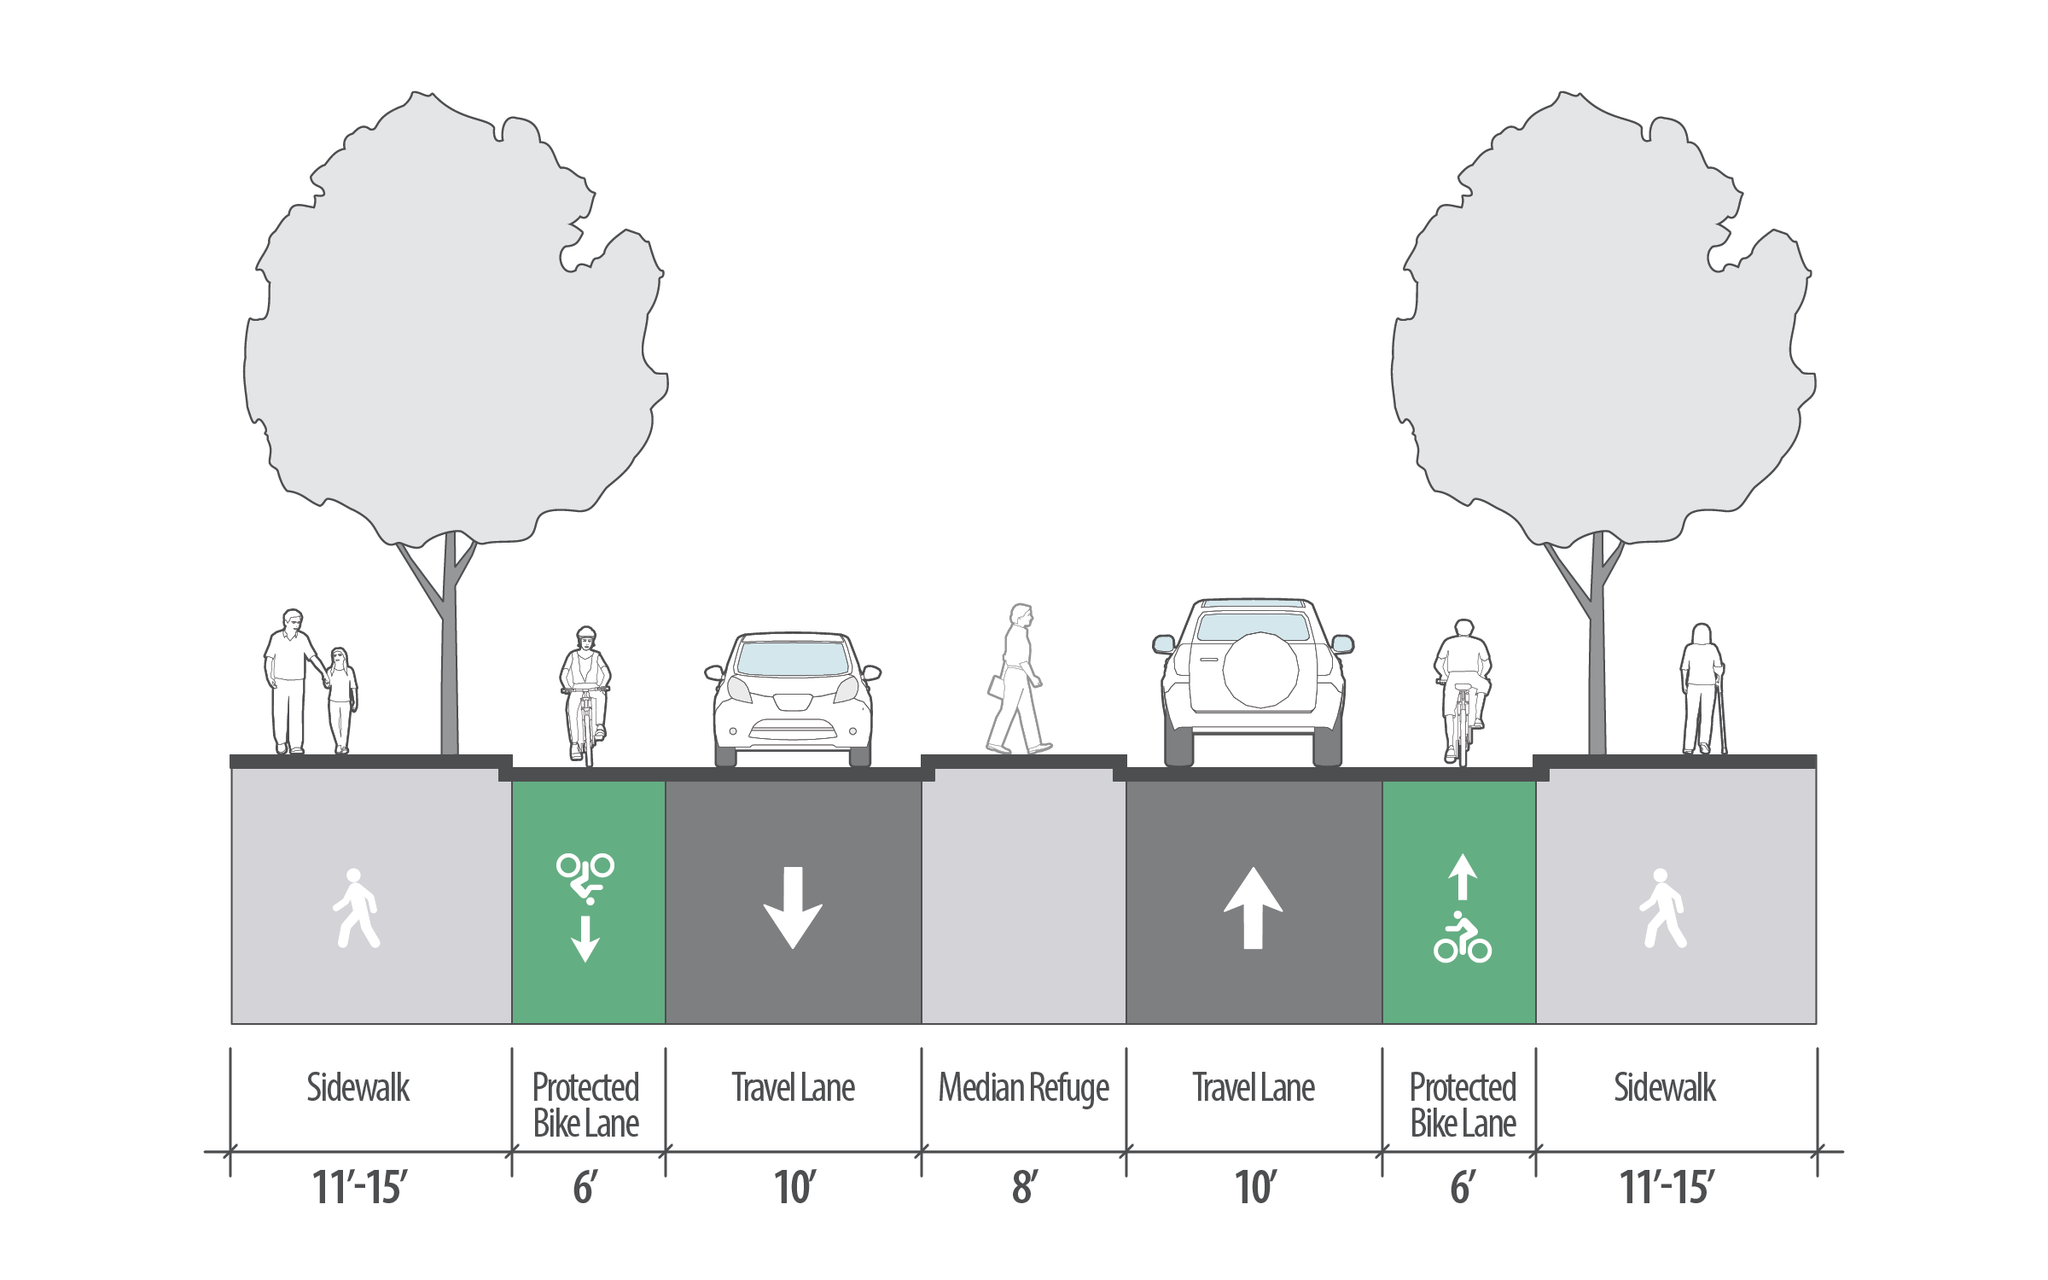 Sidewalk
Protected
Bike Lane
Travel Lane
Median Refuge
Travel Lane
Protected
Bike Lane
Sidewalk
11′-15′
6′
10′
8′
10′
6′
11′-15′